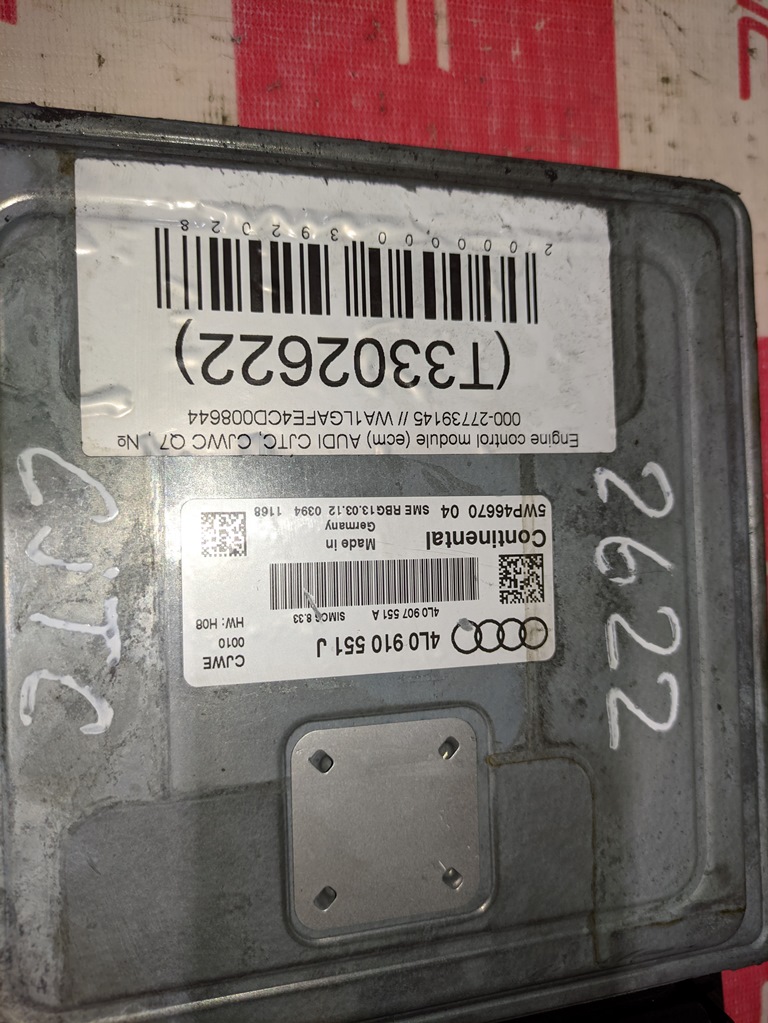 Engine control module (ecm) AUDI CJTC, CJWC Q7 , №
000-27739145 // WA1LGAFE4CD008644
(T3302622)
2 000000 392028
4L0 910 551 J
CJWE
0010
4L0 907 551 A
SIMOS 8.33
HW: H08
Continental
Made in
Germany
5WP46670 04 SME RBG13.03.12 0394 1168
2622
CJTC